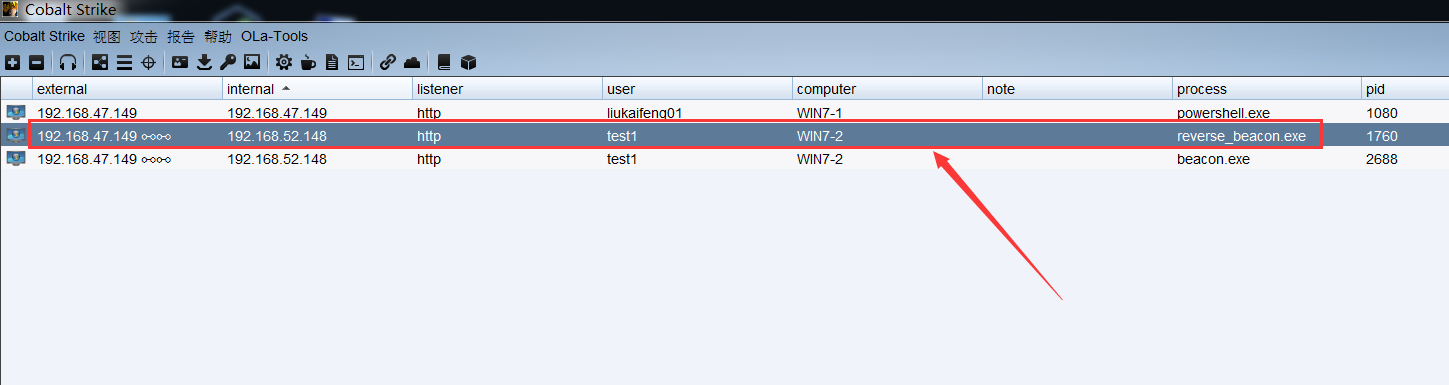 Cobalt Strike
Cobalt Strike 视图 攻击 报告 帮助 OLa-Tools
external internal listener user computer note process pid
192.168.47.149 192.168.47.149 http liukaifeng01 WIN7-1 powershell.exe 1080
192.168.47.149 192.168.52.148 http test1 WIN7-2 reverse_beacon.exe 1760
192.168.47.149 192.168.52.148 http test1 WIN7-2 beacon.exe 2688